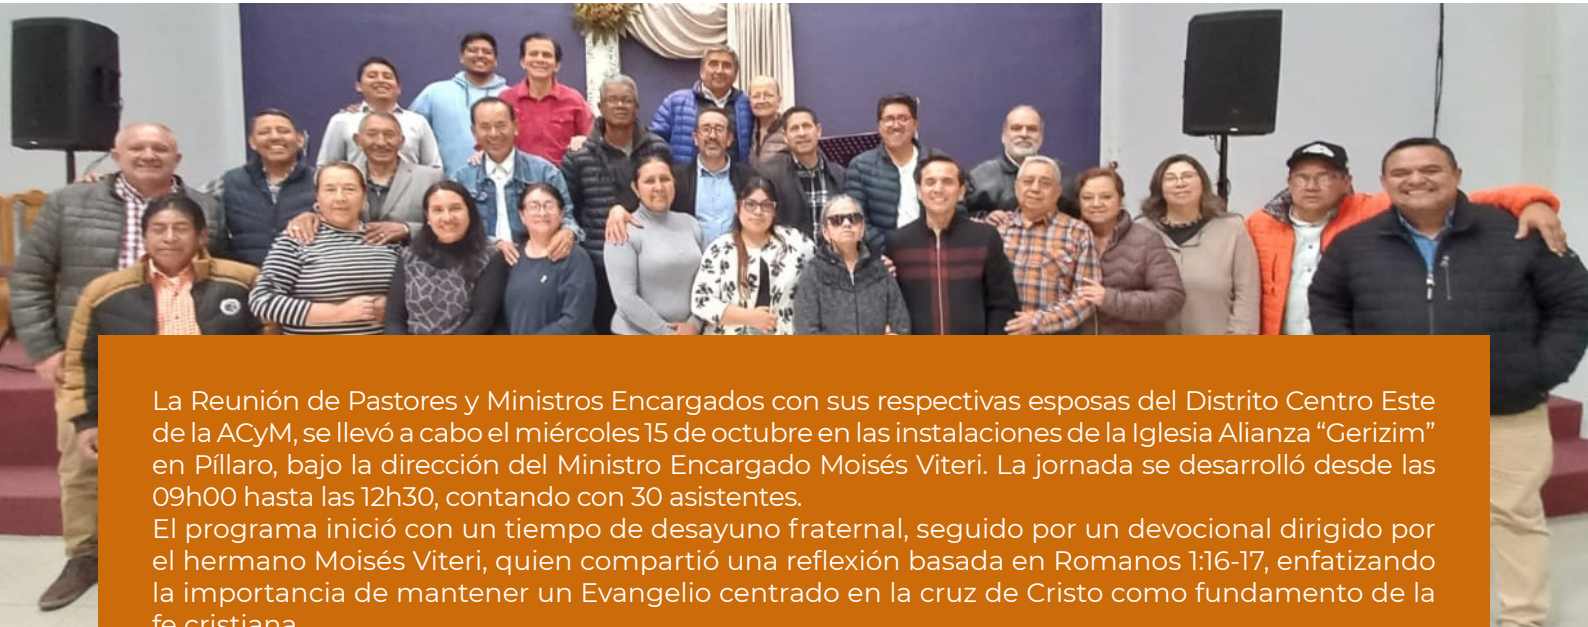 La Reunión de Pastores y Ministros Encargados con sus respectivas esposas del Distrito Centro Este
de la ACyM, se llevó a cabo el miércoles 15 de octubre en las instalaciones de la Iglesia Alianza “Gerizim”
en Píllaro, bajo la dirección del Ministro Encargado Moisés Viteri. La jornada se desarrolló desde las
09h00 hasta las 12h30, contando con 30 asistentes.
El programa inició con un tiempo de desayuno fraternal, seguido por un devocional dirigido por
el hermano Moisés Viteri, quien compartió una reflexión basada en Romanos 1:16-17, enfatizando
la importancia de mantener un Evangelio centrado en la cruz de Cristo como fundamento de la
fe cristiana.